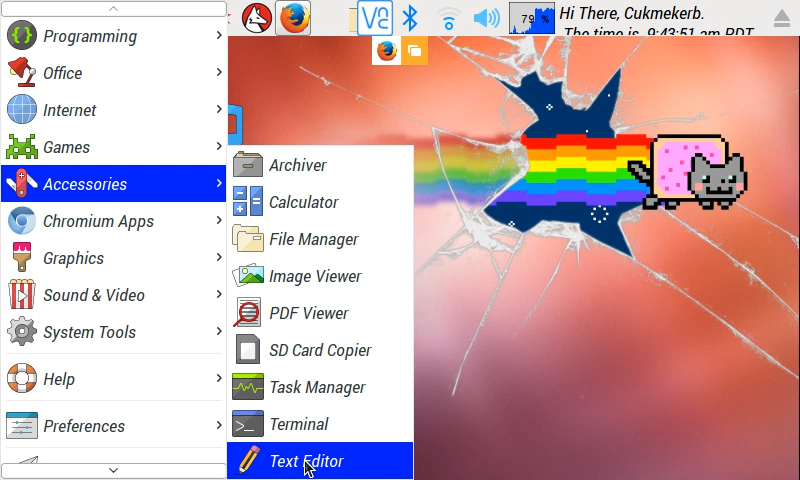 79 %
Hi There, Cukmekerb.
The time is 9:43:51 am PDT
Programming
Office
Internet
Games
Accessories
Chromium Apps
Graphics
Sound & Video
System Tools
Help
Preferences
Archiver
Calculator
File Manager
Image Viewer
PDF Viewer
SD Card Copier
Task Manager
Terminal
Text Editor